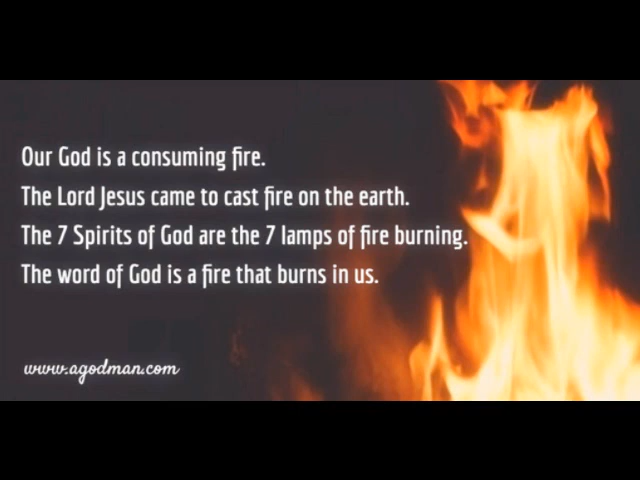 Our God is a consuming fire.
The Lord Jesus came to cast fire on the earth.
The 7 Spirits of God are the 7 lamps of fire burning.
The word of God is a fire that burns in us.
www.agodman.com